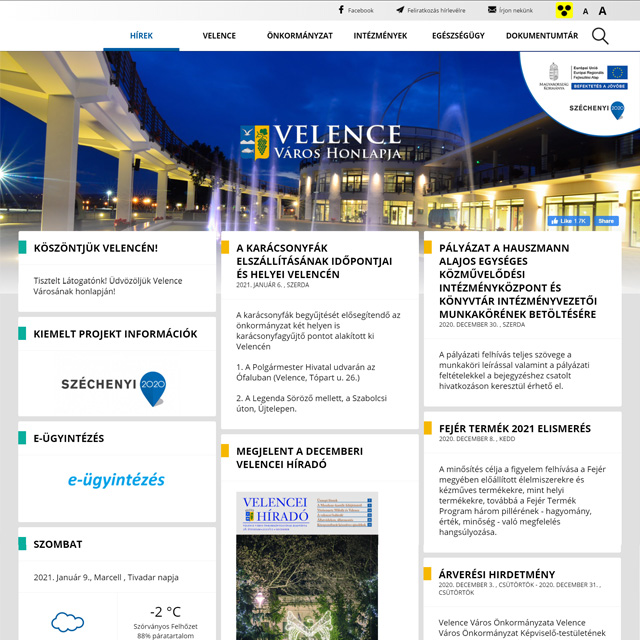 Facebook
Feliratkozás hírlevélre
Írjon nekünk
A
A
HÍREK
VELENCE
ÖNKORMÁNYZAT
INTÉZMÉNYEK
EGÉSZSÉGÜGY
DOKUMENTUMTÁR
MAGYARORSZÁG
KORMÁNYA
Európai Unió
Európai Regionális
Fejlesztési Alap
BEFEKTETÉS A JÖVŐBE
SZÉCHENYI 2020
VELENCE
VÁROS HONLAPJA
Like 1.7K
Share
KÖSZÖNTJÜK VELENCÉN!
Tisztelt Látogatónk! Üdvözöljük Velence
Városának honlapján!
KIEMELT PROJEKT INFORMÁCIÓK
SZÉCHENYI 2020
E-ÜGYINTÉZÉS
e-ügyintézés
SZOMBAT
2021. Január 9., Marcell , Tivadar napja
-2 °C
Szórványos Felhőzet
88% páratartalom
A KARÁCSONYFÁK
ELSZÁLLÍTÁSÁNAK IDŐPONTJAI
ÉS HELYEI VELENCÉN
2021. JANUÁR 6. , SZERDA
A karácsonyfák begyűjtését elősegítendő az
önkormányzat két helyen is
karácsonyfagyűjtő pontot alakított ki
Velencén
1. A Polgármester Hivatal udvarán az
Ófaluban (Velence, Tópart u. 26.)
2. A Legenda Söröző mellett, a Szabolcsi
úton, Újtelepen.
MEGJELENT A DECEMBERI
VELENCEI HÍRADÓ
VELENCEI
HÍRADÓ
PÁLYÁZAT A HAUSZMANN
ALAJOS EGYSÉGES
KÖZMŰVELŐDÉSI
INTÉZMÉNYKÖZPONT ÉS
KÖNYVTÁR INTÉZMÉNYVEZETŐI
MUNKAKÖRÉNEK BETÖLTÉSÉRE
2020. DECEMBER 30. , SZERDA
A pályázati felhívás teljes szövege a
munkaköri leírással valamint a pályázati
feltételekkel a bejegyzéshez csatolt
hivatkozáson keresztül érhető el.
FEJÉR TERMÉK 2021 ELISMERÉS
2020. DECEMBER 8. , KEDD
A minősítés célja a figyelem felhívása a Fejér
megyében előállított élelmiszerekre és
kézműves termékekre, mint helyi
termékekre, továbbá a Fejér Termék
Program három pillérének - hagyomány,
érték, minőség - való megfelelés
hangsúlyozása.
ÁRVERÉSI HIRDETMÉNY
2020. DECEMBER 3. , CSÜTÖRTÖK - 2020. DECEMBER 31. ,
CSÜTÖRTÖK
Velence Város Önkormányzata Velence
Város Önkormányzat Képviselő-testületének